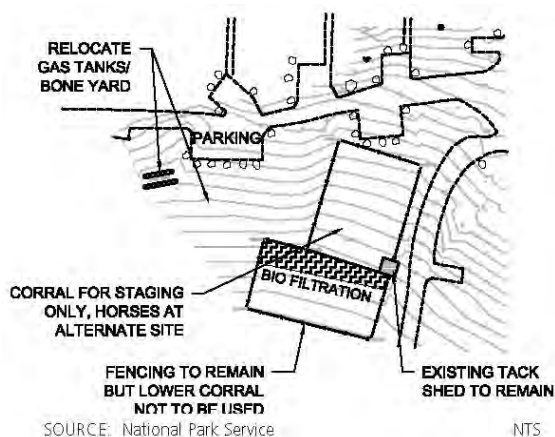 RELOCATE
GAS TANKS/
BONE YARD
PARKING
BIO FILTRATION
CORRAL FOR STAGING
ONLY, HORSES AT
ALTERNATE SITE
FENCING TO REMAIN
BUT LOWER CORRAL
NOT TO BE USED
EXISTING TACK
SHED TO REMAIN
SOURCE: National Park Service
NTS